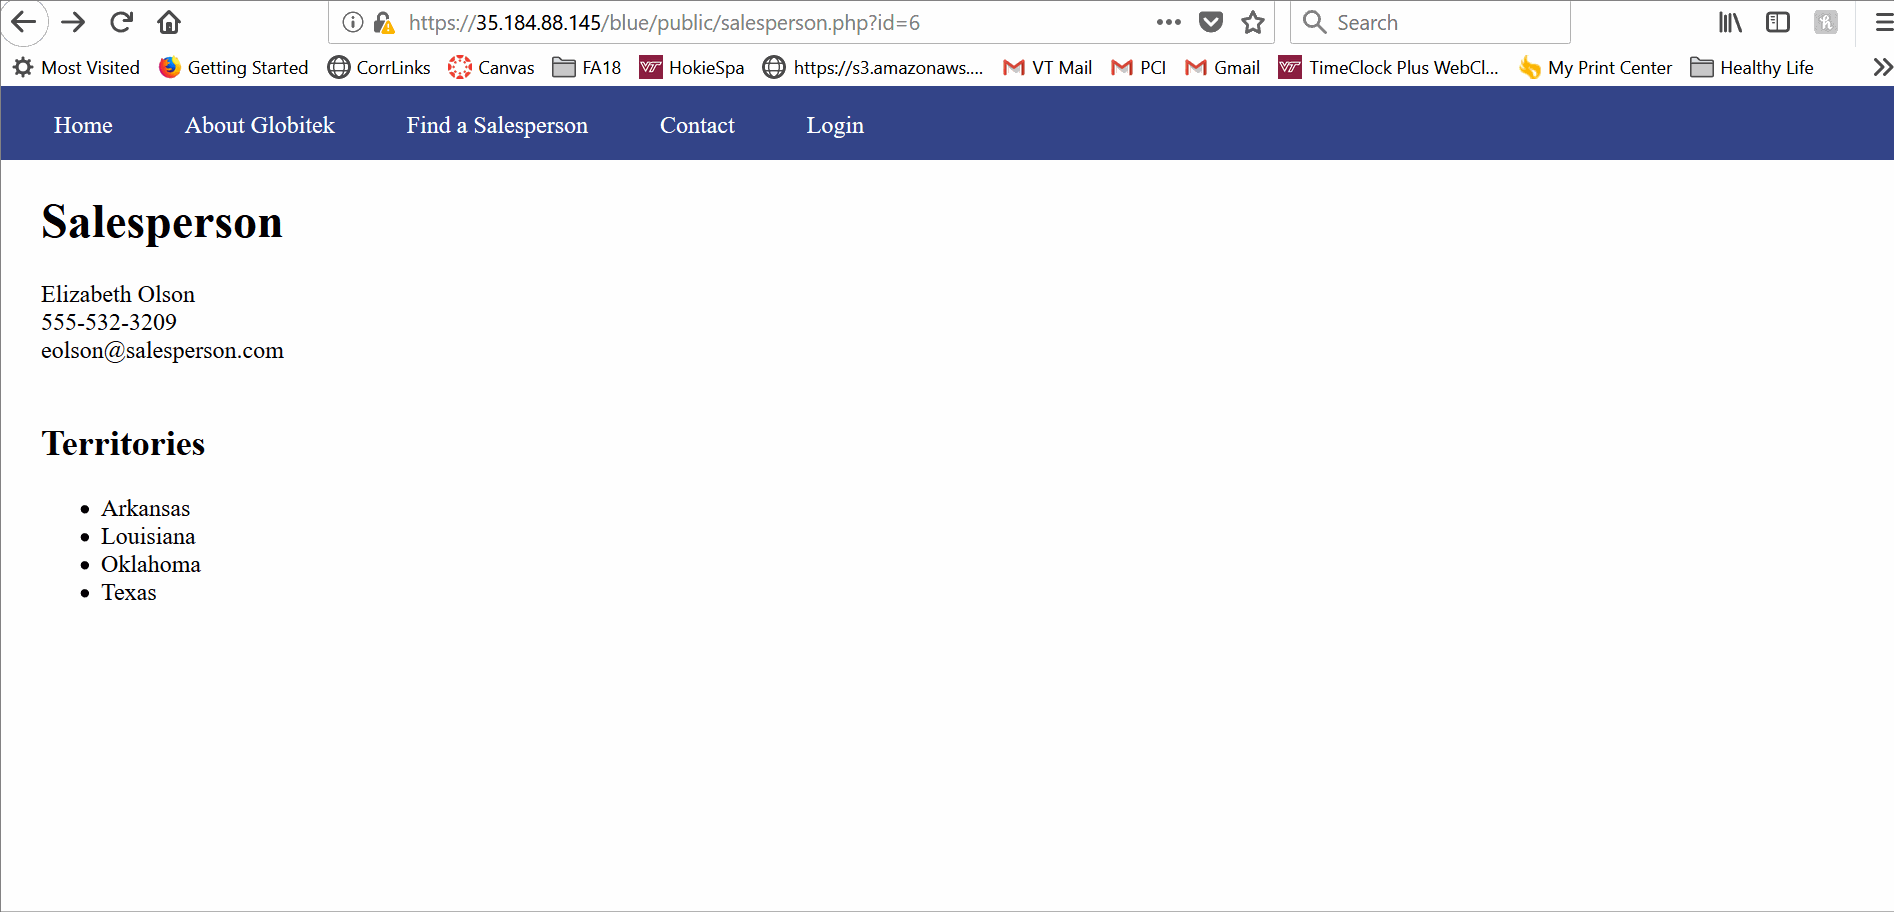 https://35.184.88.145/blue/public/salesperson.php?id=6
Search
Most Visited
Getting Started
CorrLinks
Canvas
FA18
HokieSpa
https://s3.amazonaws....
VT Mail
PCI
Gmail
TimeClock Plus WebCl...
My Print Center
Healthy Life
Home
About Globitek
Find a Salesperson
Contact
Login
Salesperson
Elizabeth Olson
555-532-3209
eolson@salesperson.com
Territories
Arkansas
Louisiana
Oklahoma
Texas